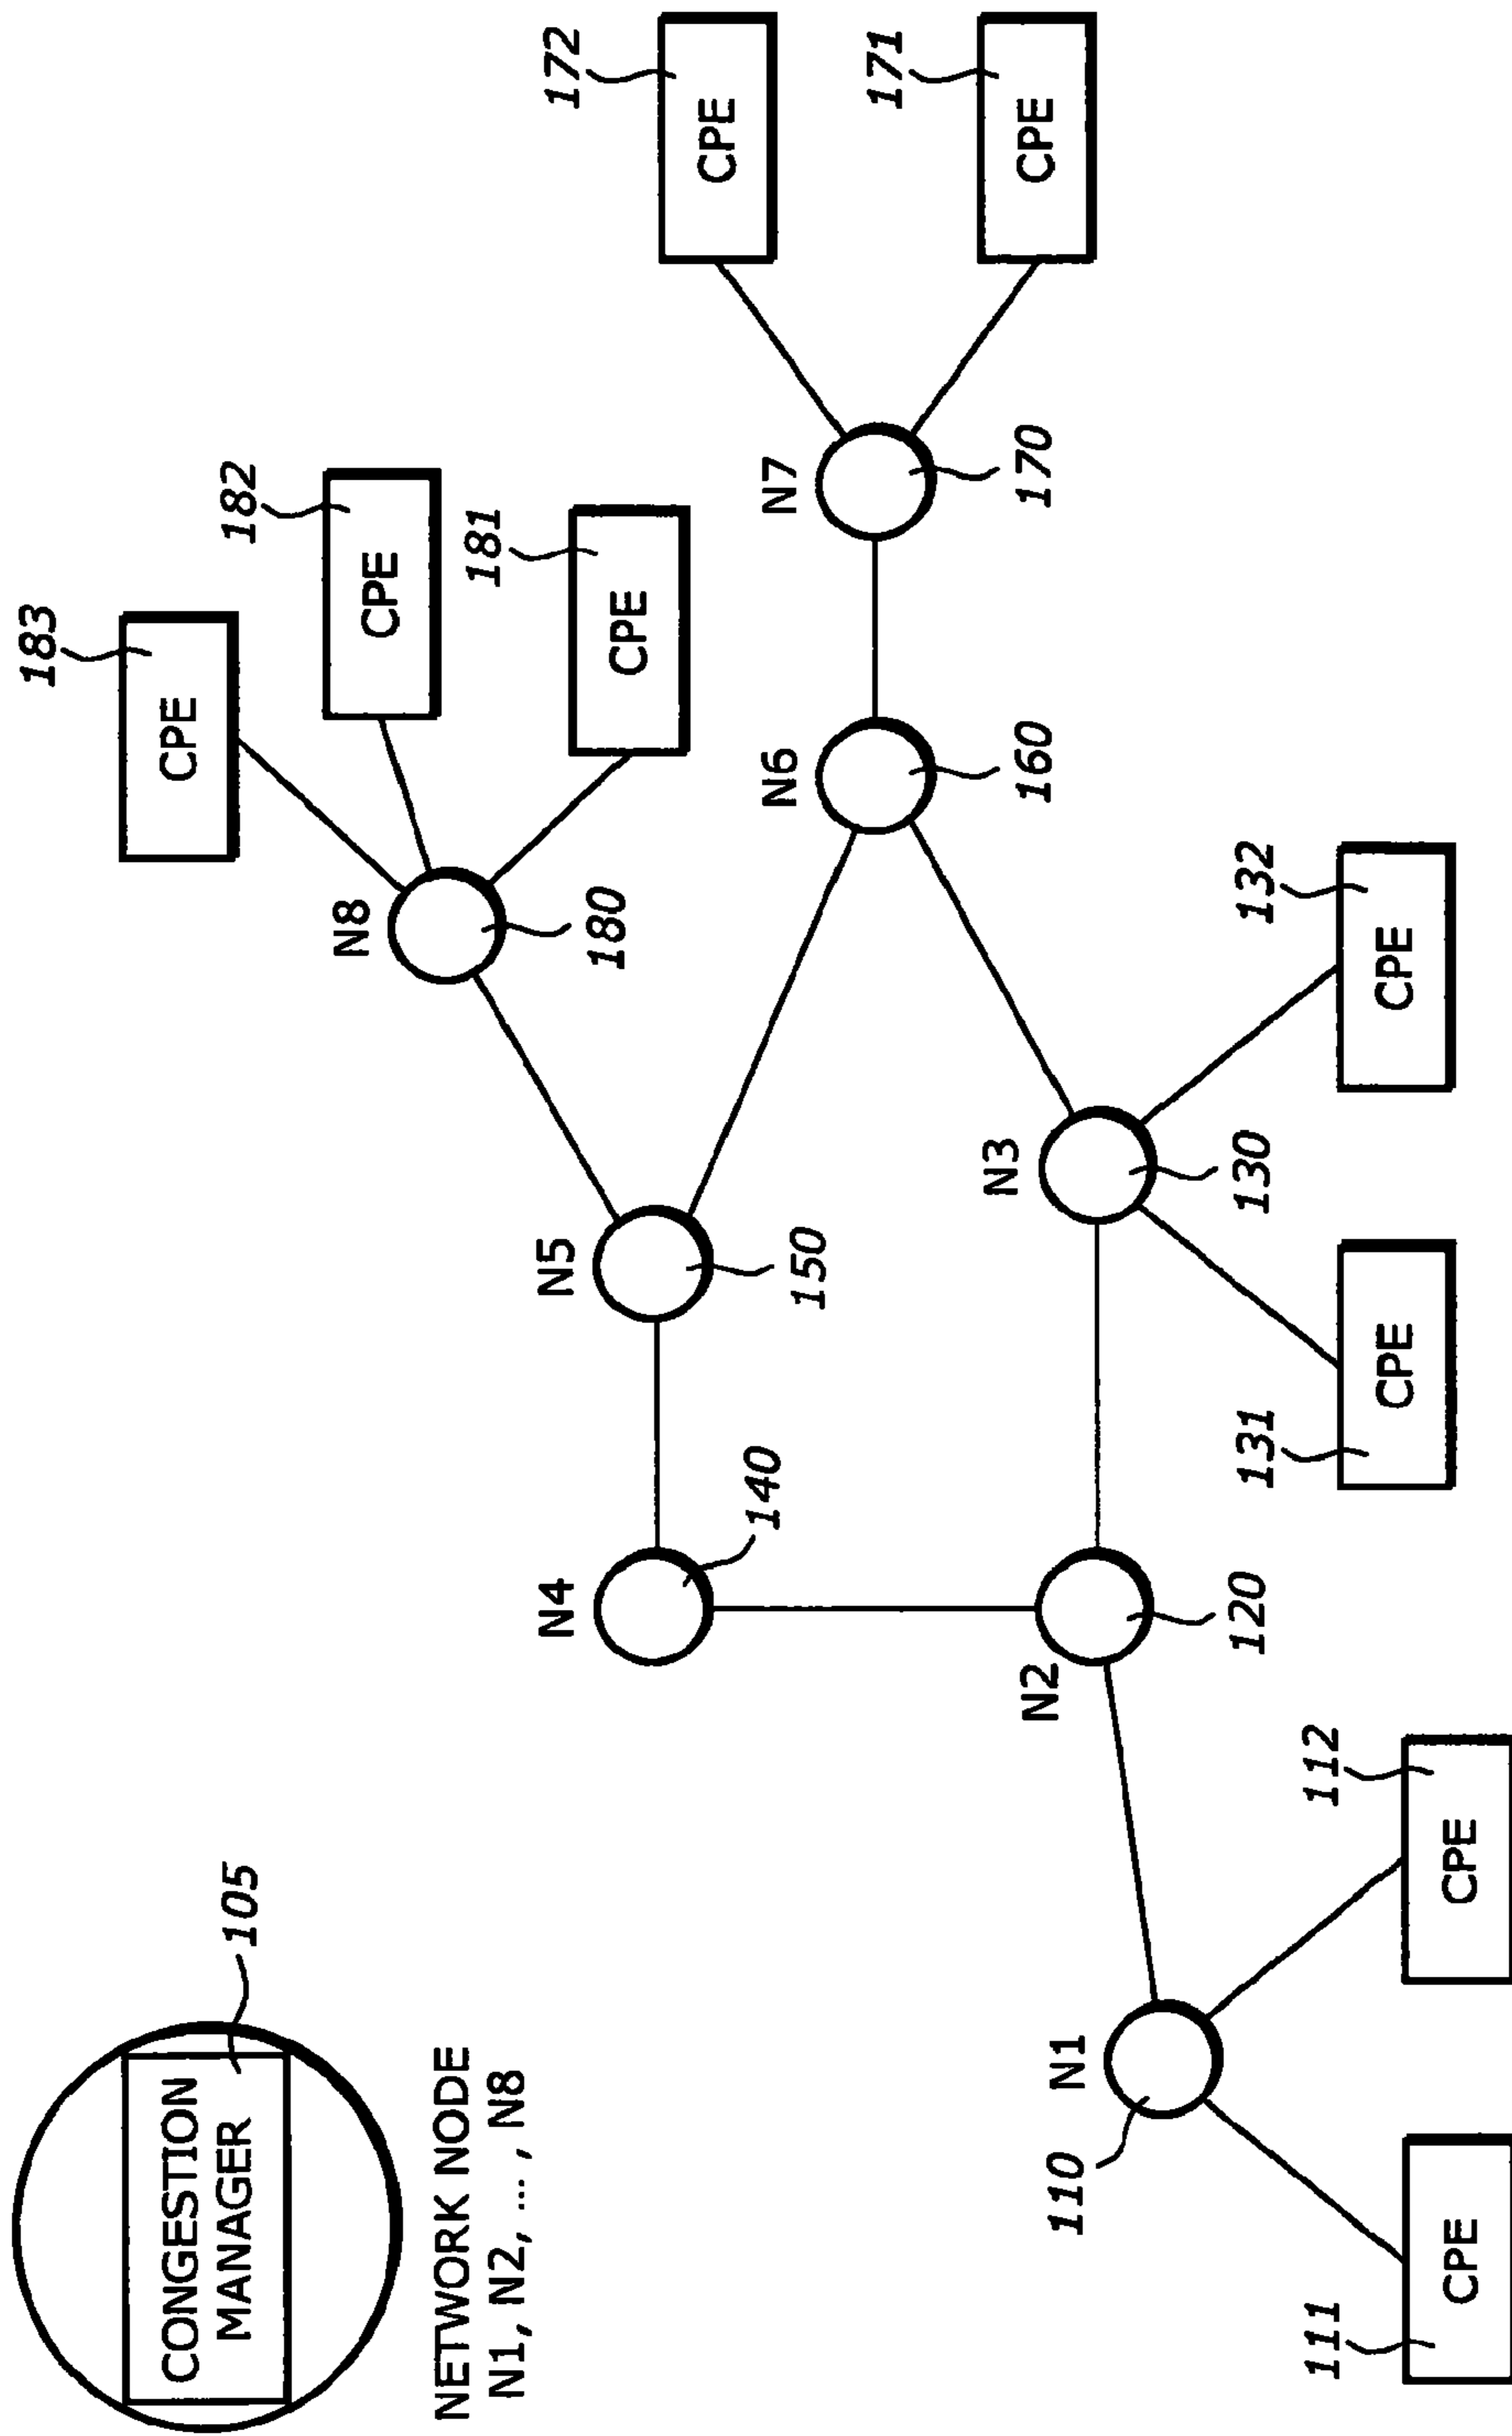 CONGESTION
MANAGER
105
NETWORK NODE
N1, N2, ... , N8
183
CPE
182
CPE
181
CPE
172
CPE
171
CPE
N8
180
N7
170
N6
160
N5
150
N4
140
N3
130
N2
120
N1
110
132
CPE
131
CPE
112
CPE
111
CPE